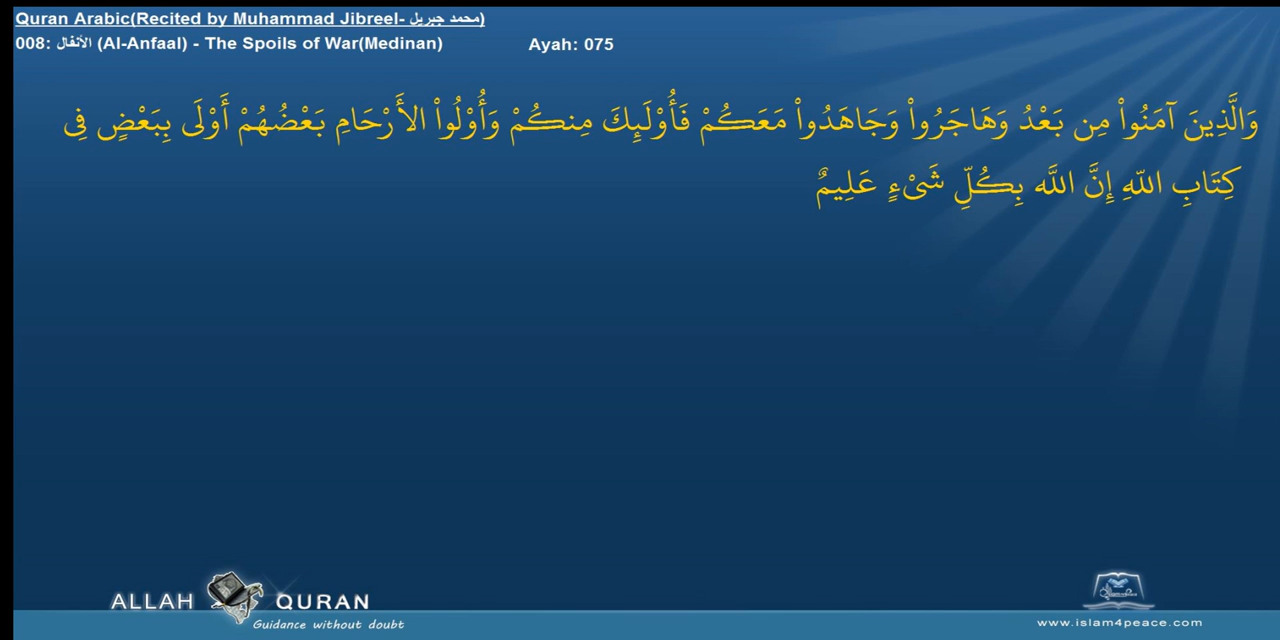 Quran Arabic(Recited by Muhammad Jibreel- محمد جبريل)
008: الأنفال (Al-Anfaal) - The Spoils of War(Medinan) Ayah: 075
وَالَّذِينَ آمَنُواْ مِن بَعْدُ وَهَاجَرُواْ وَجَاهَدُواْ مَعَكُمْ فَأُوْلَئِكَ مِنكُمْ وَأُوْلُواْ الأَرْحَامِ بَعْضُهُمْ أَوْلَى بِبَعْضٍ فِي
كِتَابِ اللّهِ إِنَّ اللَّه بِكُلِّ شَيْءٍ عَلِيمٌ
ALLAH QURAN
Guidance without doubt
www.islam4peace.com